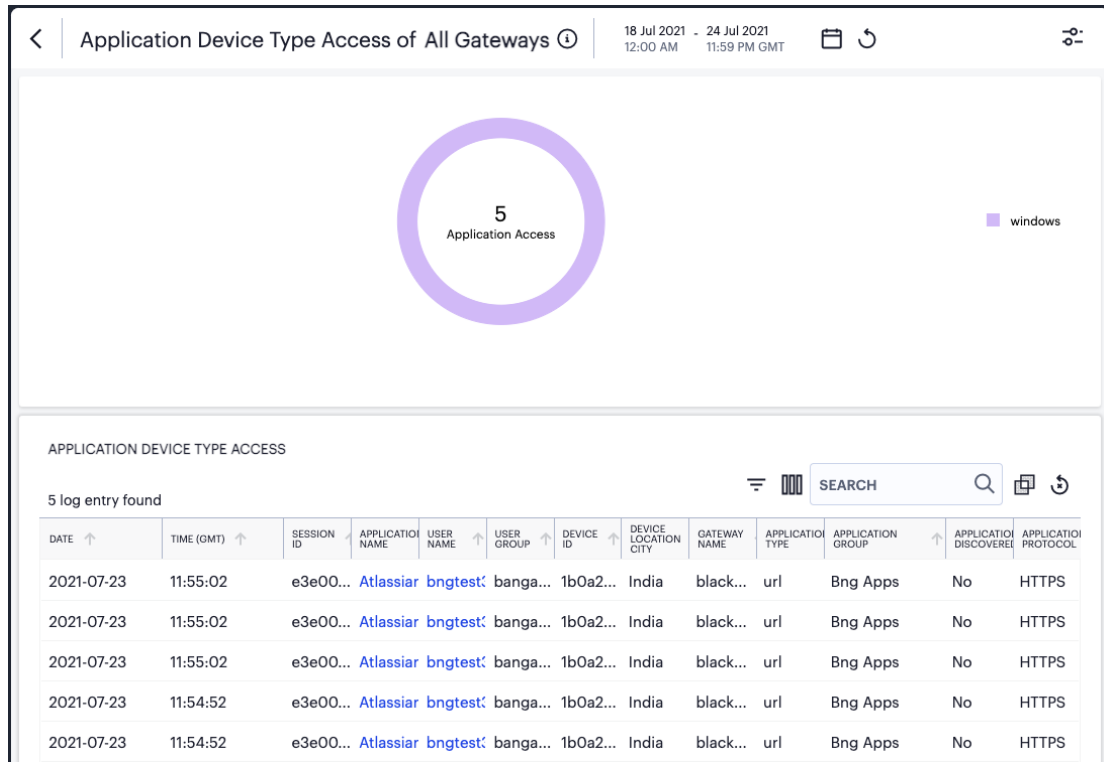 Application Device Type Access of All Gateways
18 Jul 2021 - 24 Jul 2021
12:00 AM 11:59 PM GMT
5
Application Access
windows
APPLICATION DEVICE TYPE ACCESS
5 log entry found
SEARCH
DATE TIME (GMT) SESSION ID APPLICATIO NAME USER NAME USER GROUP DEVICE ID DEVICE LOCATION CITY GATEWAY NAME APPLICATIO TYPE APPLICATION GROUP APPLICATIO DISCOVERE APPLICATIO PROTOCOL
2021-07-23 11:55:02 e3e00... Atlassiar bngtest banga... 1b0a2... India black... url Bng Apps No HTTPS
2021-07-23 11:55:02 e3e00... Atlassiar bngtest banga... 1b0a2... India black... url Bng Apps No HTTPS
2021-07-23 11:55:02 e3e00... Atlassiar bngtest banga... 1b0a2... India black... url Bng Apps No HTTPS
2021-07-23 11:54:52 e3e00... Atlassiar bngtest banga... 1b0a2... India black... url Bng Apps No HTTPS
2021-07-23 11:54:52 e3e00... Atlassiar bngtest banga... 1b0a2... India black... url Bng Apps No HTTPS